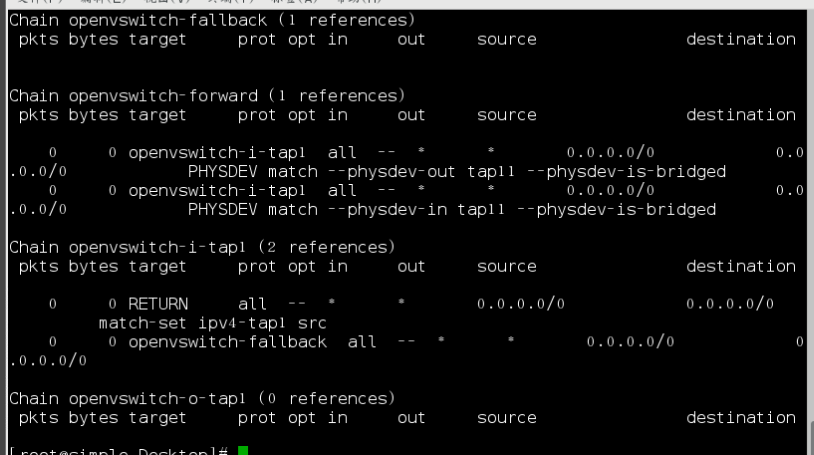 Chain openvswitch-fallback (1 references)
pkts bytes target prot opt in out source destination
Chain openvswitch-forward (1 references)
pkts bytes target prot opt in out source destination
0 0 openvswitch-i-tap1 all -- * * 0.0.0.0/0 0.0
.0.0/0 PHYSDEV match --physdev-out tap11 --physdev-is-bridged
0 0 openvswitch-i-tap1 all -- * * 0.0.0.0/0 0.0
.0.0/0 PHYSDEV match --physdev-in tap11 --physdev-is-bridged
Chain openvswitch-i-tap1 (2 references)
pkts bytes target prot opt in out source destination
0 0 RETURN all -- * * 0.0.0.0/0 0.0.0.0/0
match-set ipv4-tap1 src
0 0 openvswitch-fallback all -- * * 0.0.0.0/0 0
.0.0.0/0
Chain openvswitch-o-tap1 (0 references)
pkts bytes target prot opt in out source destination
[root@simple Desktop]#